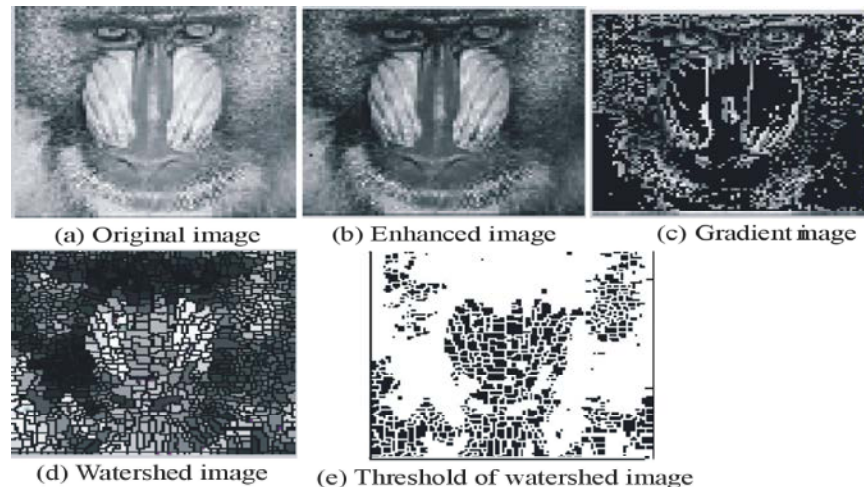 (a) Original image
(b) Enhanced image
(c) Gradient image
(d) Watershed image
(e) Threshold of watershed image